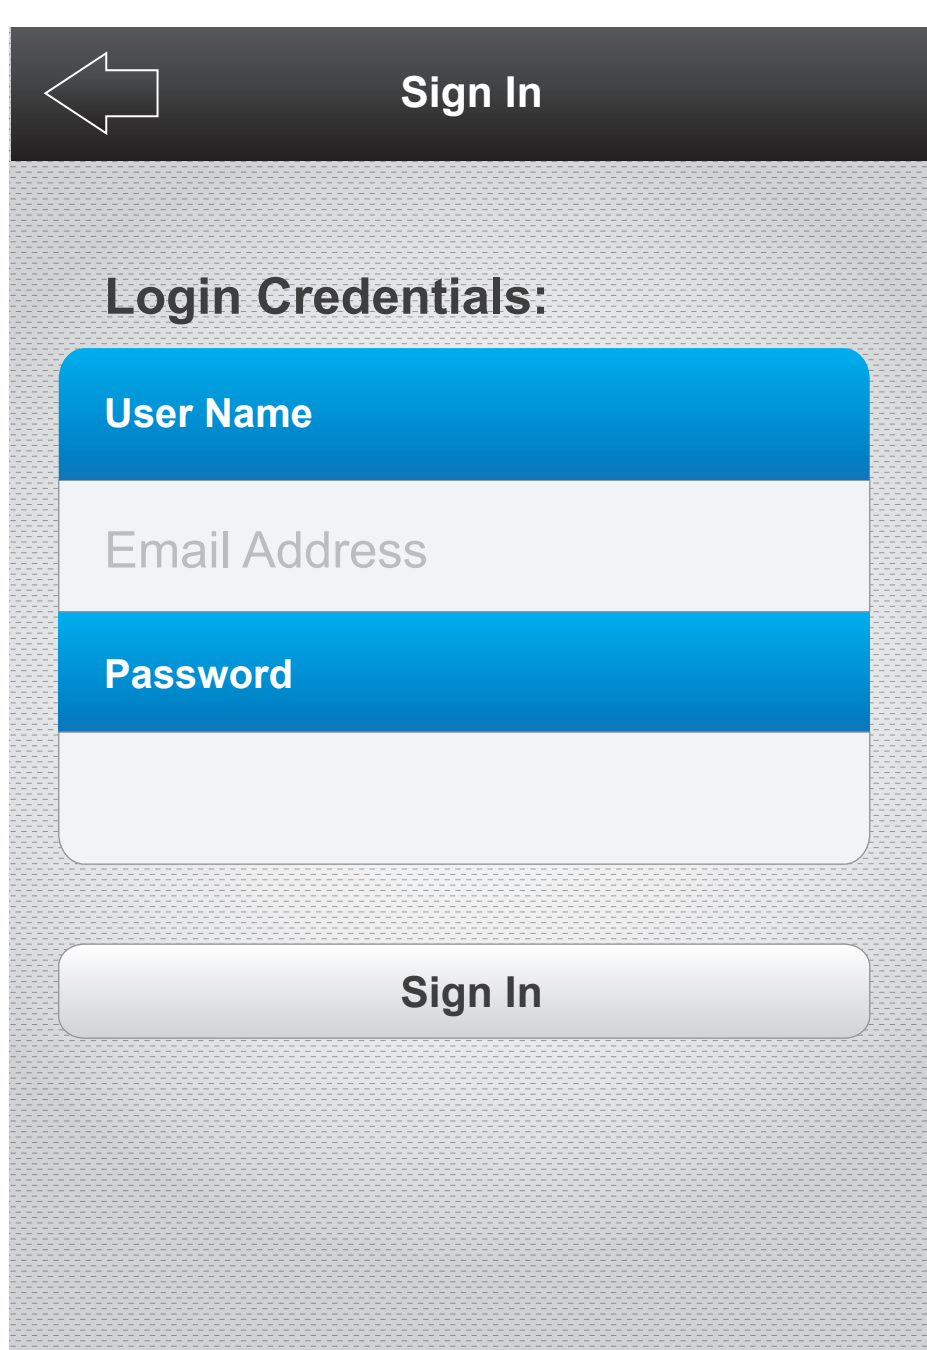 Sign In
Login Credentials:
User Name
Email Address
Password
Sign In